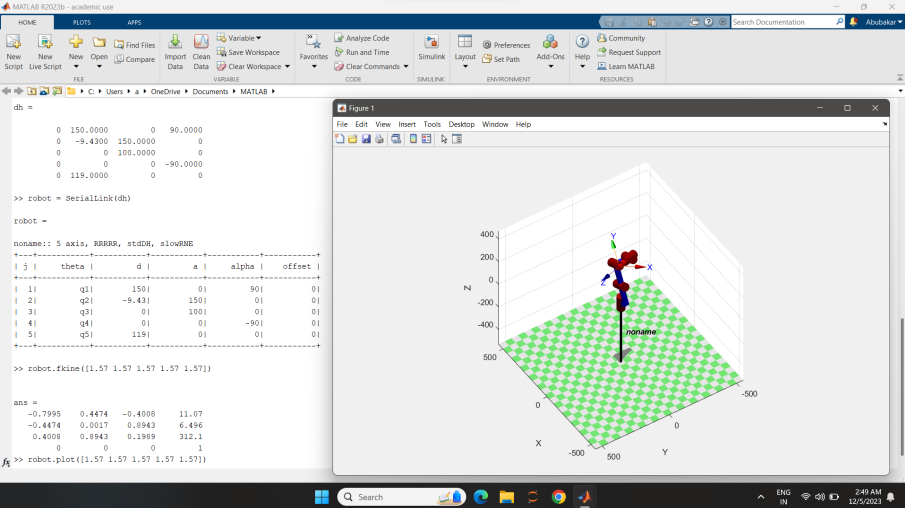 MATLAB R2023b - academic use
HOME PLOTS APPS
Search Documentation
Abubakar
New Script
New Live Script
New
Open
Find Files
Compare
Import Data
Clean Data
Variable
Save Workspace
Clear Workspace
Favorites
Analyze Code
Run and Time
Clear Commands
Simulink
Layout
Preferences
Set Path
Add-Ons
Help
Community
Request Support
Learn MATLAB
FILE VARIABLE CODE SIMULINK ENVIRONMENT RESOURCES
C: Users a OneDrive Documents MATLAB
dh =
0 150.0000 0 90.0000
0 -9.4300 150.0000 0
0 0 100.0000 0
0 0 0 -90.0000
0 119.0000 0 0
>> robot = SerialLink(dh)
robot =
noname:: 5 axis, RRRRR, stdDH, slowRNE
+---+-----------+-----------+-----------+-----------+-----------+
| j | theta | d | a | alpha | offset |
+---+-----------+-----------+-----------+-----------+-----------+
| 1| q1| 150| 0| 90| 0|
| 2| q2| -9.43| 150| 0| 0|
| 3| q3| 0| 100| 0| 0|
| 4| q4| 0| 0| -90| 0|
| 5| q5| 119| 0| 0| 0|
+---+-----------+-----------+-----------+-----------+-----------+
>> robot.fkine([1.57 1.57 1.57 1.57 1.57])
ans =
-0.7995 0.4474 -0.4008 11.07
-0.4474 0.0017 0.8943 6.496
0.4008 0.8943 0.1989 312.1
0 0 0 1
fx >> robot.plot([1.57 1.57 1.57 1.57 1.57])
Figure 1
File Edit View Insert Tools Desktop Window Help
400
200
0
-200
-400
Z
Y
X
Z
noname
500
0
-500
X
500
0
-500
Y
Search
ENG
IN
2:49 AM
12/5/2023